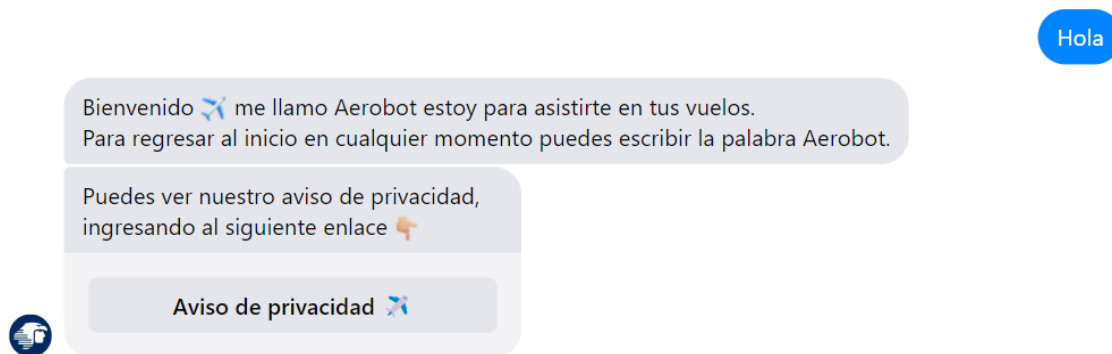 Hola
Bienvenido ✈️ me llamo Aerobot estoy para asistirte en tus vuelos.
Para regresar al inicio en cualquier momento puedes escribir la palabra Aerobot.
Puedes ver nuestro aviso de privacidad,
ingresando al siguiente enlace 👇🏼
Aviso de privacidad ✈️